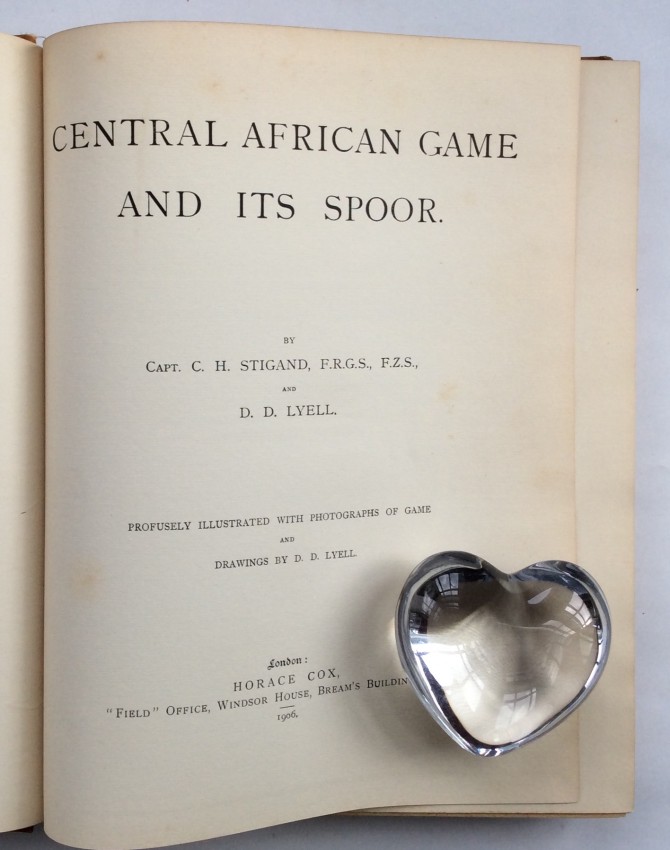 CENTRAL AFRICAN GAME
AND ITS SPOOR.
BY
CAPT. C. H. STIGAND, F.R.G.S., F.Z.S.,
AND
D. D. LYELL.
PROFUSELY ILLUSTRATED WITH PHOTOGRAPHS OF GAME
AND
DRAWINGS BY D. D. LYELL.
London:
HORACE COX,
"FIELD" OFFICE, WINDSOR HOUSE, BREAM'S
1906.